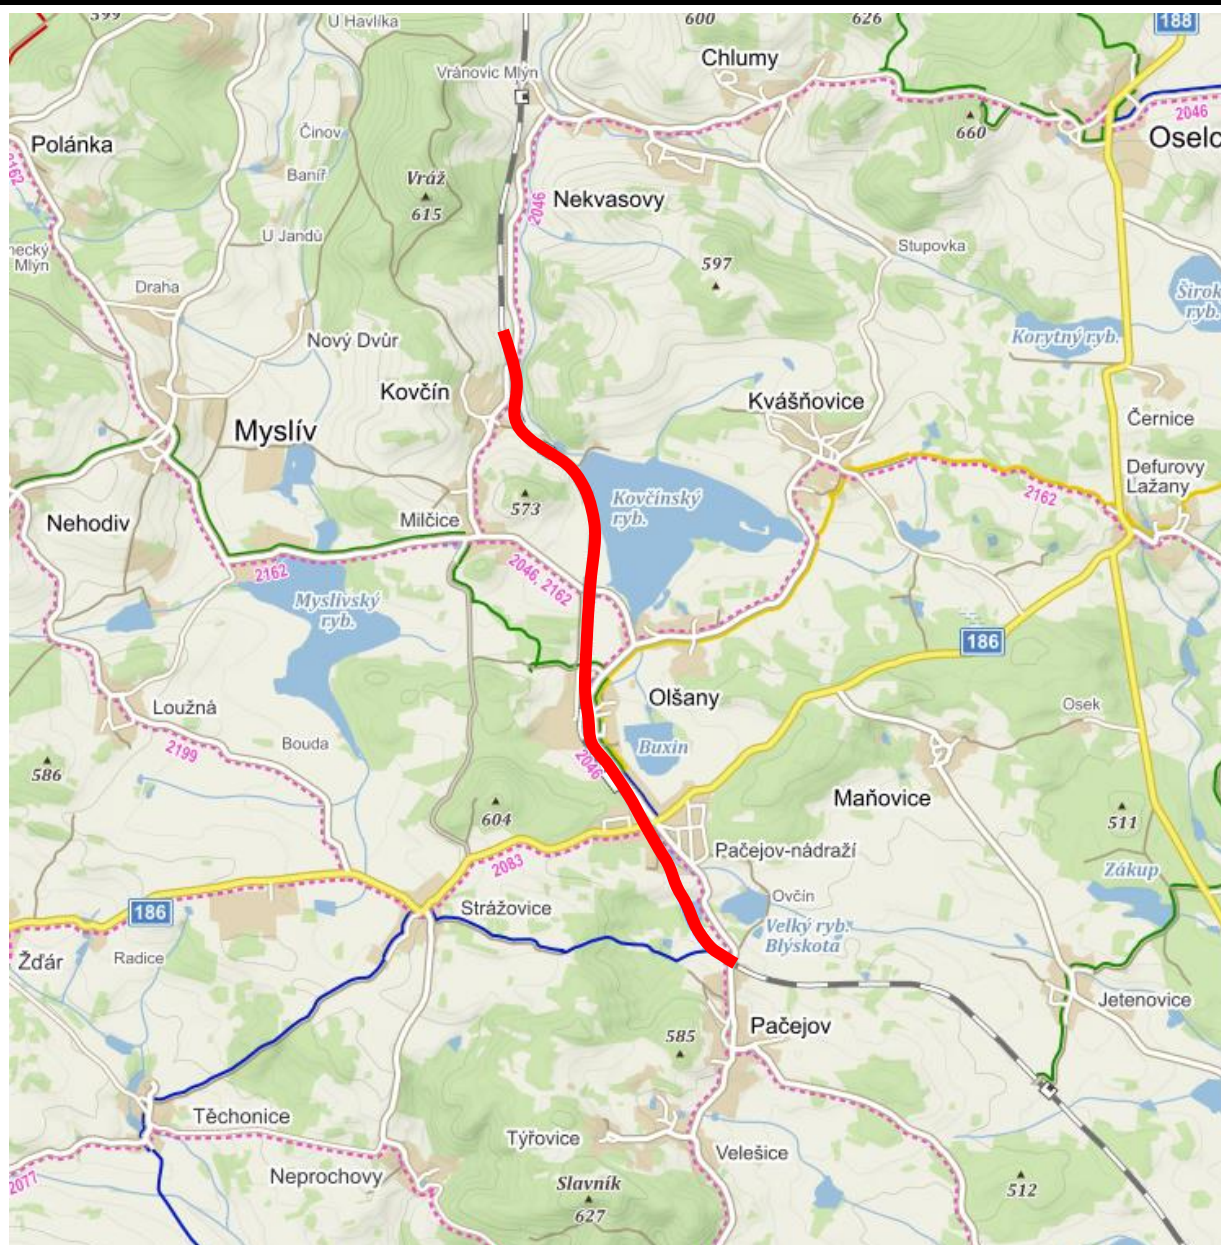 599
U Havlíka
600
626
188
Chlumy
Vránovic Mlýn
2046
660
Oselc
Činov
Polánka
2162
Baníř
Vráž
615
2046
Nekvasovy
U Jandů
Stupovka
necký
Mlýn
597
Draha
Širok
ryb.
Korytný ryb.
Nový Dvůr
Kovčín
Kvášňovice
Černice
Myslív
Defurovy
Lažany
2162
Kovčínský
ryb.
573
Milčice
Nehodiv
2046, 2162
2162
Myslívský
ryb.
186
Olšany
Loužná
Osek
Bouda
2199
Buxín
2046
586
Maňovice
604
511
Pačejov-nádraží
2083
Zákup
Ovčín
186
Strážovice
Velký ryb.
Blýskota
Žďár
Radice
Jetenovice
Pačejov
585
Těchonice
Týřovice
Velešice
Neprochovy
2077
Slavník
627
512